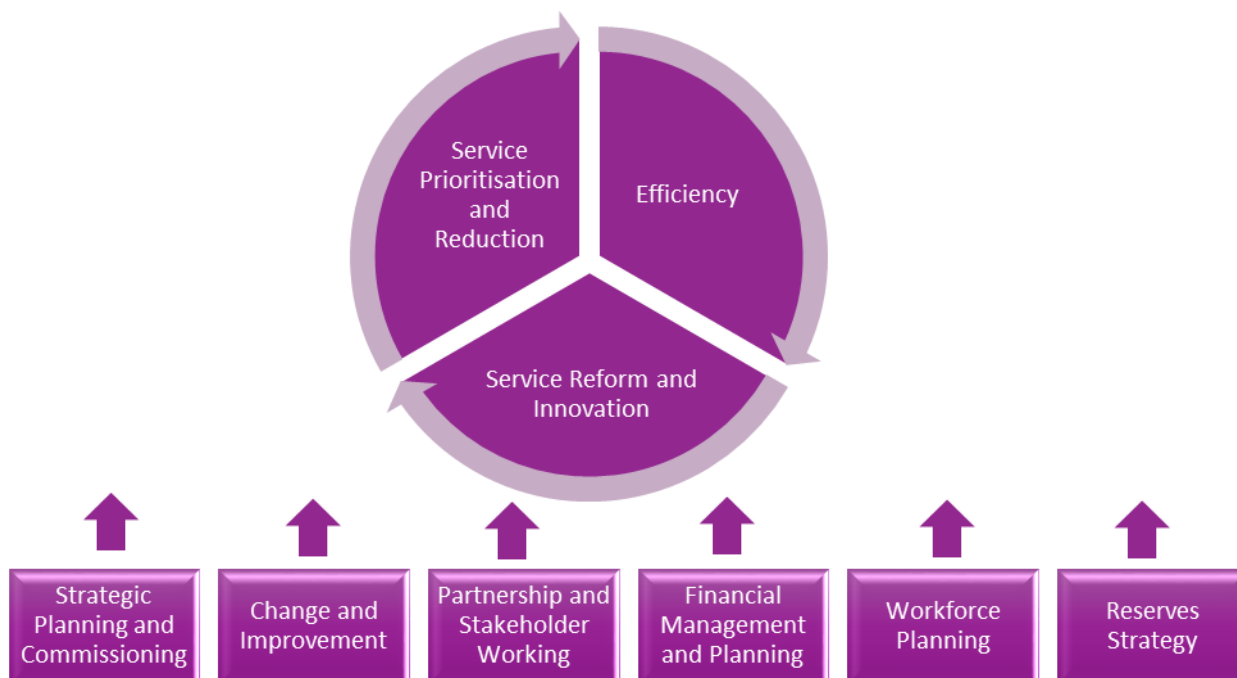 Service
Prioritisation
and
Reduction
Efficiency
Service Reform and
Innovation
Strategic
Planning and
Commissioning
Change and
Improvement
Partnership and
Stakeholder
Working
Financial
Management
and Planning
Workforce
Planning
Reserves
Strategy